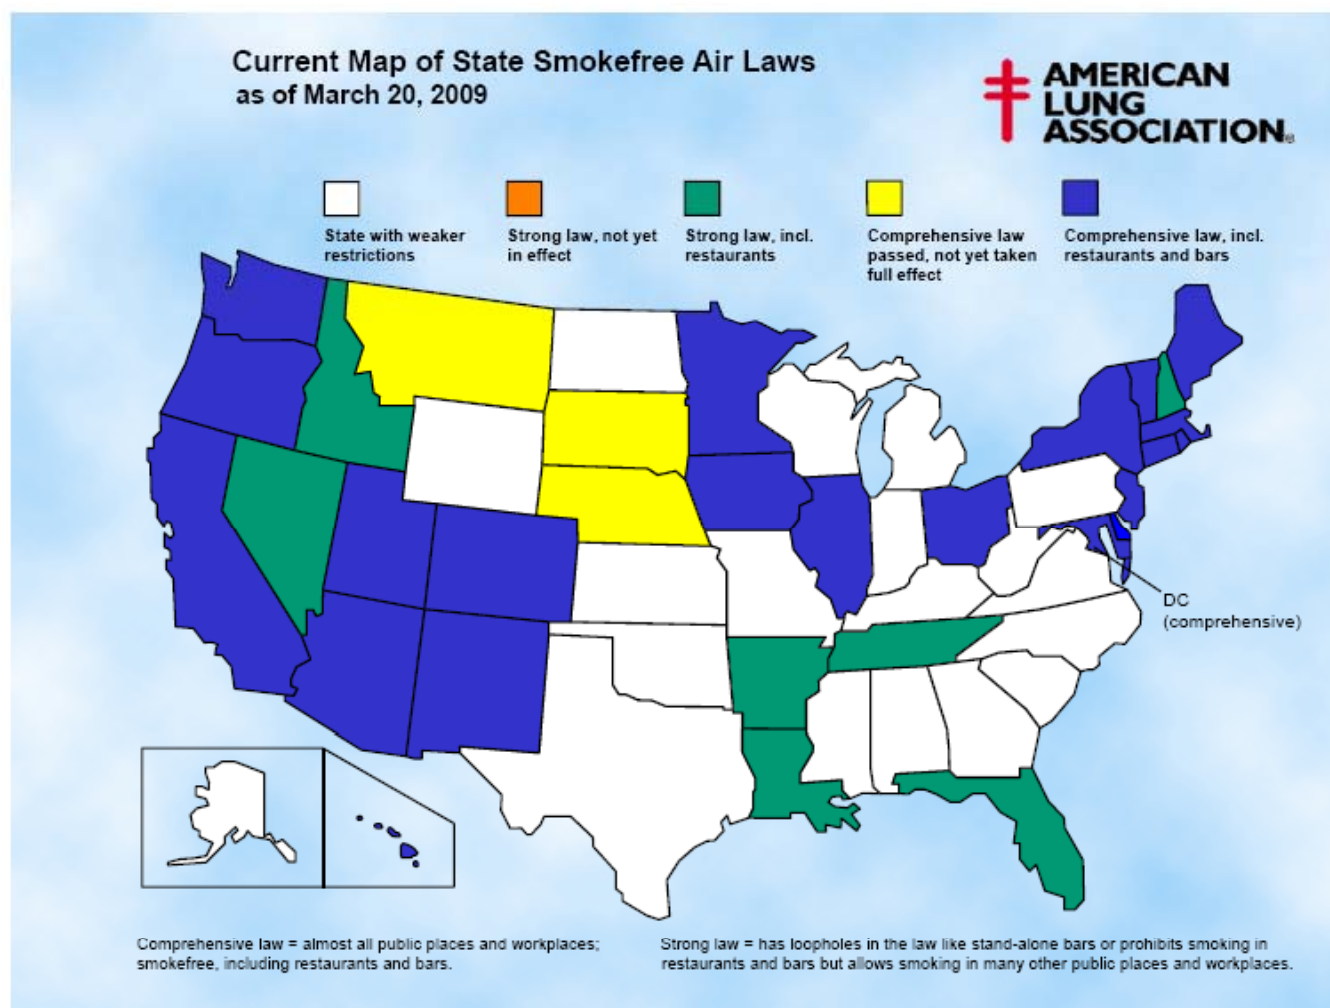 Current Map of State Smokefree Air Laws
as of March 20, 2009
AMERICAN
LUNG
ASSOCIATION®
State with weaker
restrictions
Strong law, not yet
in effect
Strong law, incl.
restaurants
Comprehensive law
passed, not yet taken
full effect
Comprehensive law, incl.
restaurants and bars
DC
(comprehensive)
Comprehensive law = almost all public places and workplaces;
smokefree, including restaurants and bars.
Strong law = has loopholes in the law like stand-alone bars or prohibits smoking in
restaurants and bars but allows smoking in many other public places and workplaces.